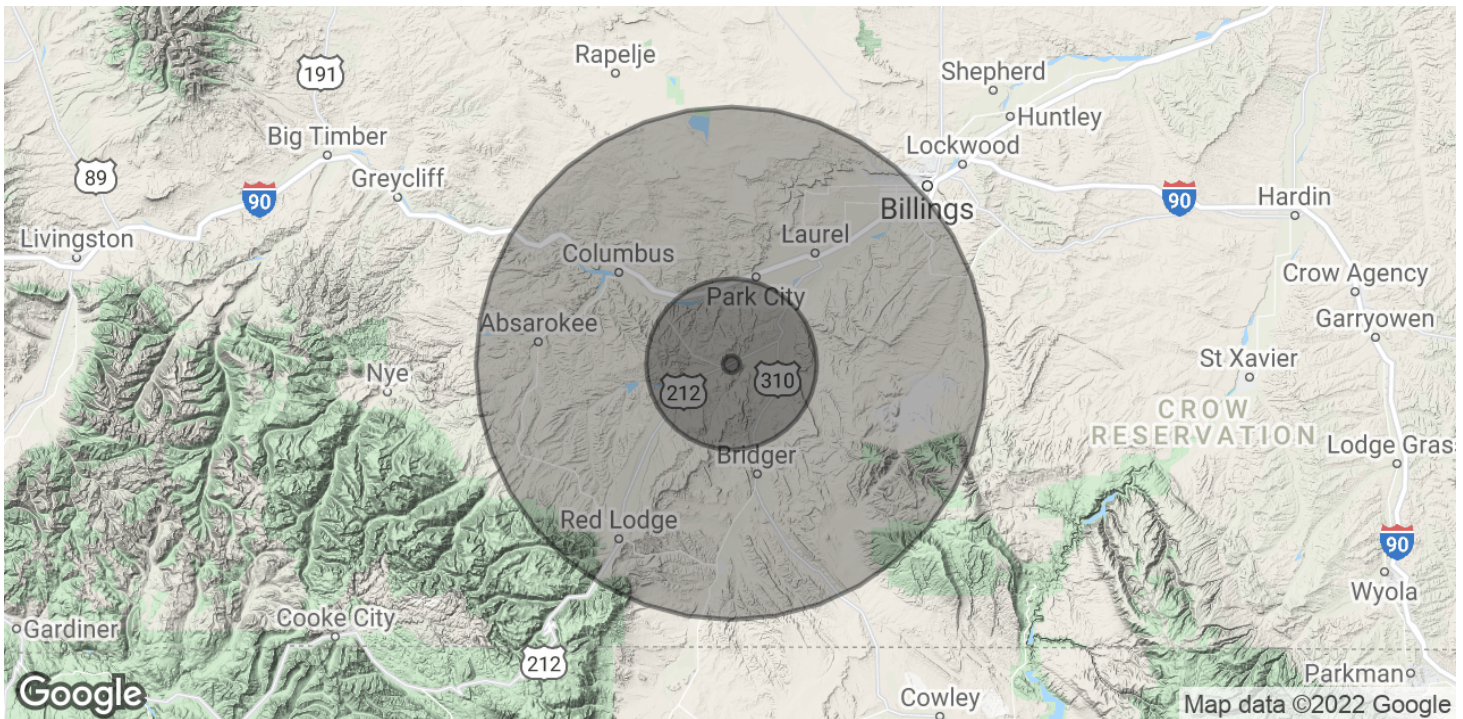 Rapelje
191
Shepherd
Huntley
Big Timber
Lockwood
89
Greycliff
90
90
Hardin
Billings
Livingston
Laurel
Columbus
Crow Agency
Park City
Absarokee
Garryowen
St Xavier
Nye
212
310
CROW
RESERVATION
Lodge Gras
Bridger
Red Lodge
90
Wyola
Cooke City
Gardiner
212
Parkman
Google
Cowley
Map data ©2022 Google